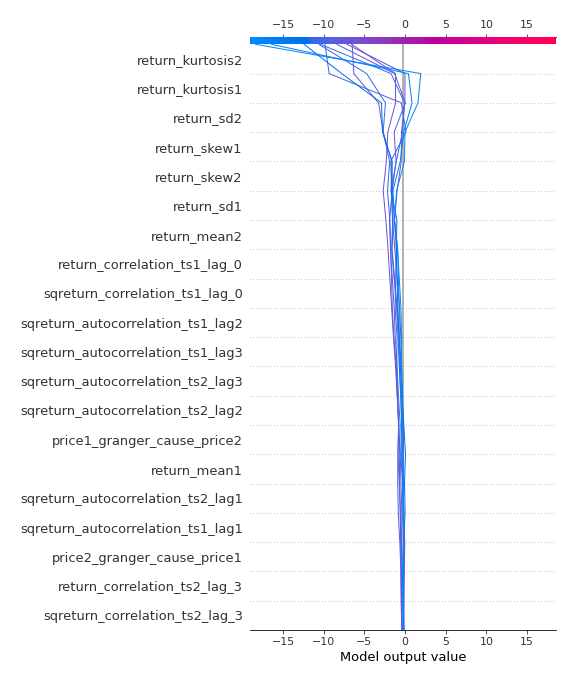 −15 −10 −5 0 5 10 15
return_kurtosis2
return_kurtosis1
return_sd2
return_skew1
return_skew2
return_sd1
return_mean2
return_correlation_ts1_lag_0
sqreturn_correlation_ts1_lag_0
sqreturn_autocorrelation_ts1_lag2
sqreturn_autocorrelation_ts1_lag3
sqreturn_autocorrelation_ts2_lag3
sqreturn_autocorrelation_ts2_lag2
price1_granger_cause_price2
return_mean1
sqreturn_autocorrelation_ts2_lag1
sqreturn_autocorrelation_ts1_lag1
price2_granger_cause_price1
return_correlation_ts2_lag_3
sqreturn_correlation_ts2_lag_3
−15 −10 −5 0 5 10 15
Model output value